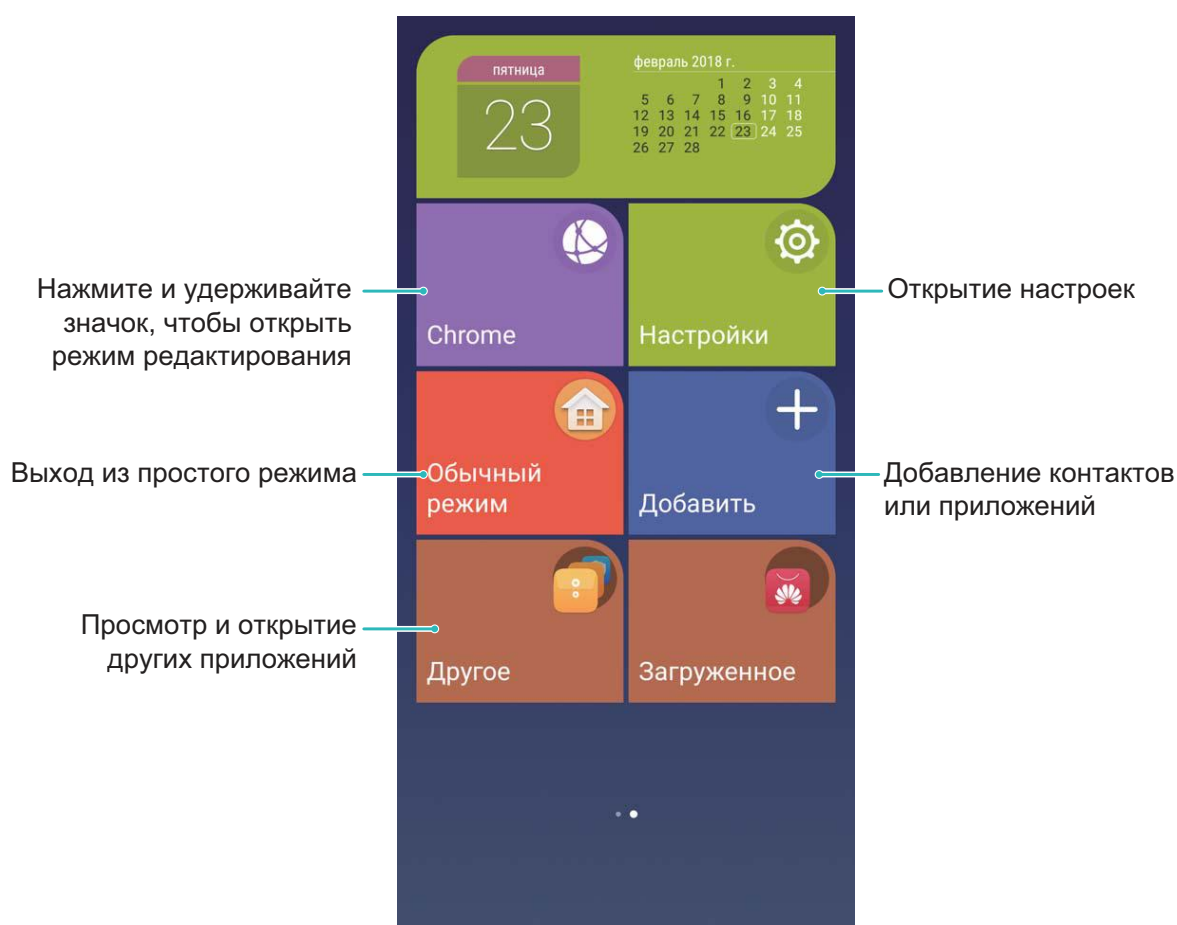 пятница
23
февраль 2018 г.
1 2 3 4
5 6 7 8 9 10 11
12 13 14 15 16 17 18
19 20 21 22 23 24 25
26 27 28
Нажмите и удерживайте
значок, чтобы открыть
режим редактирования
Chrome
Настройки
Открытие настроек
Выход из простого режима
Обычный
режим
Добавить
Добавление контактов
или приложений
Просмотр и открытие
других приложений
Другое
Загруженное